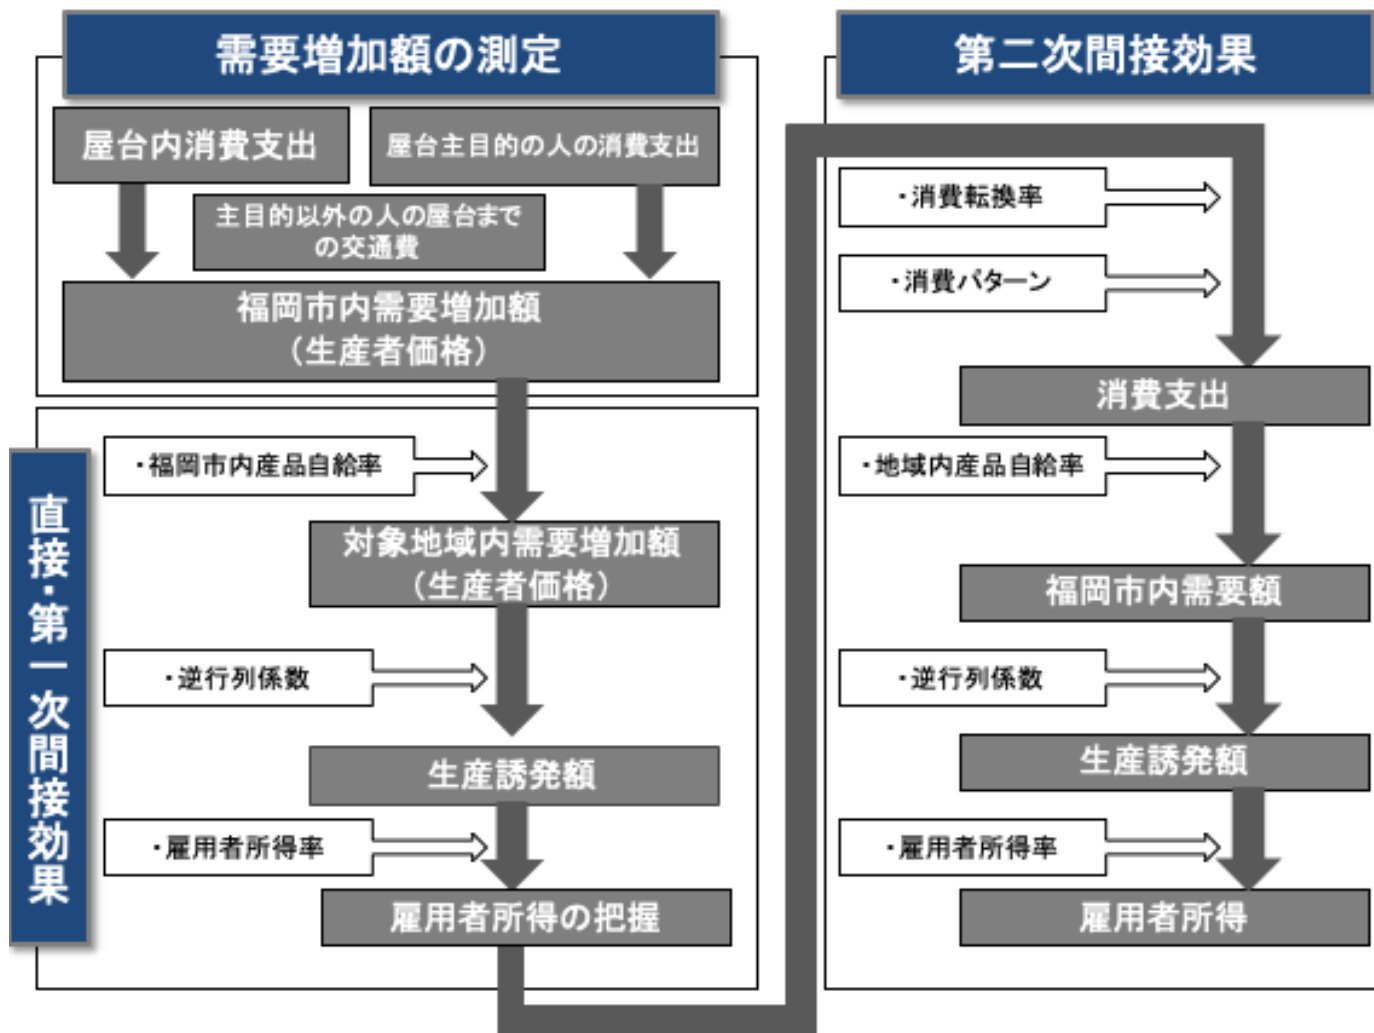 需要増加額の測定
屋台内消費支出
屋台主目的の人の消費支出
主目的以外の人の屋台まで
の交通費
福岡市内需要増加額
（生産者価格）
直接・第一次間接効果
・福岡市内産品自給率
対象地域内需要増加額
（生産者価格）
・逆行列係数
生産誘発額
・雇用者所得率
雇用者所得の把握
第二次間接効果
・消費転換率
・消費パターン
消費支出
・地域内産品自給率
福岡市内需要額
・逆行列係数
生産誘発額
・雇用者所得率
雇用者所得